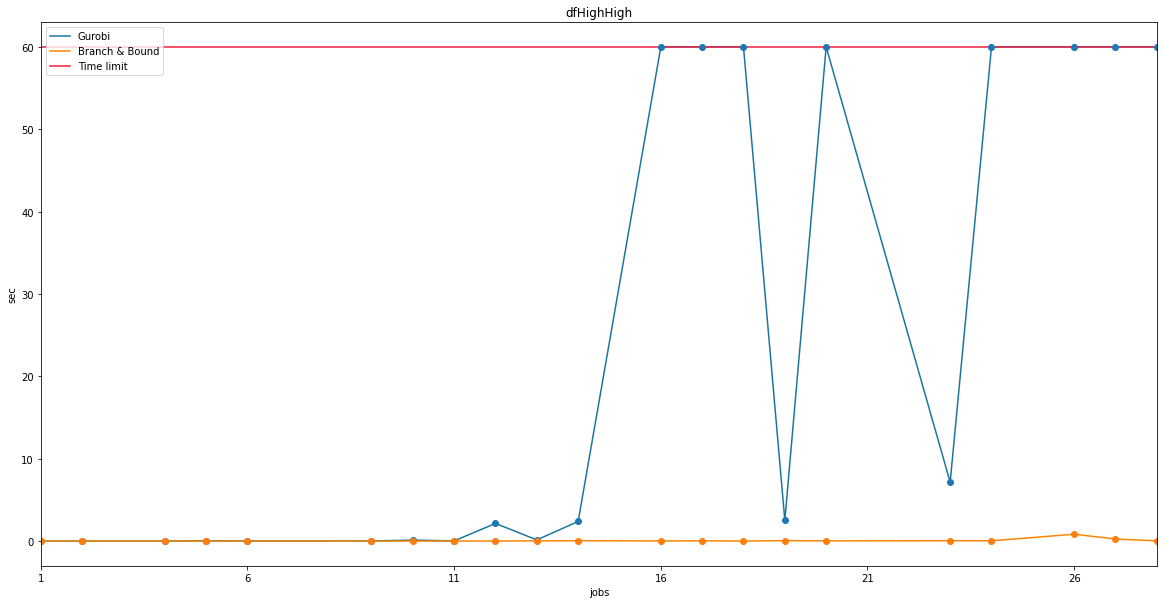 dfHighHigh
Gurobi
Branch & Bound
Time limit
sec
60
50
40
30
20
10
0
1 6 11 16 21 26
jobs